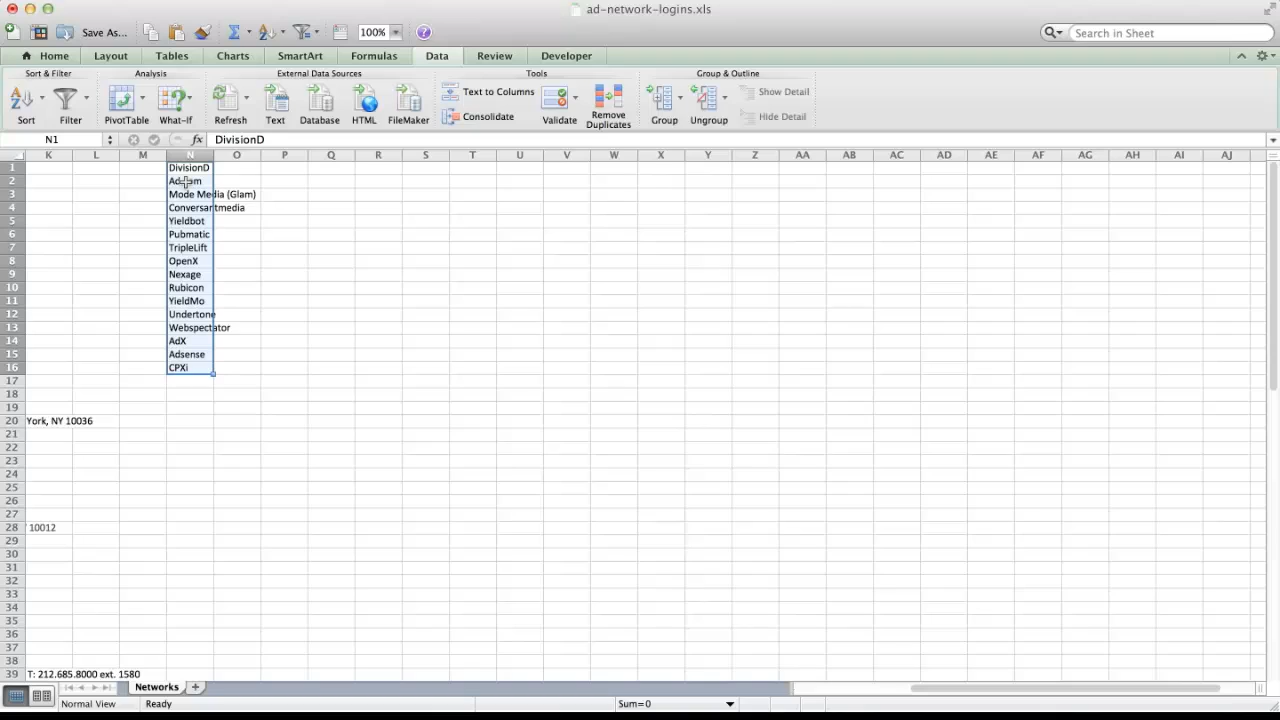 ad-network-logins.xls
Save As... 100% Search in Sheet
Home Layout Tables Charts SmartArt Formulas Data Review Developer
Sort & Filter Analysis External Data Sources Tools Group & Outline
Text to Columns Show Detail
Consolidate Hide Detail
Sort Filter PivotTable What-If Refresh Text Database HTML FileMaker Validate Remove Duplicates Group Ungroup
N1 fx DivisionD
K L M N O P Q R S T U V W X Y Z AA AB AC AD AE AF AG AH AI AJ
1 DivisionD
2
3 Mode Media (Glam)
4 Conversantmedia
5 Yieldbot
6 Pubmatic
7 TripleLift
8 OpenX
9 Nexage
10 Rubicon
11 YieldMo
12 Undertone
13 Webspectator
14 AdX
15 Adsense
16 CPXi
17
18
19
20 York, NY 10036
21
22
23
24
25
26
27
28 10012
29
30
31
32
33
34
35
36
37
38
39 T: 212.685.8000 ext. 1580
Networks
Normal View Ready Sum=0